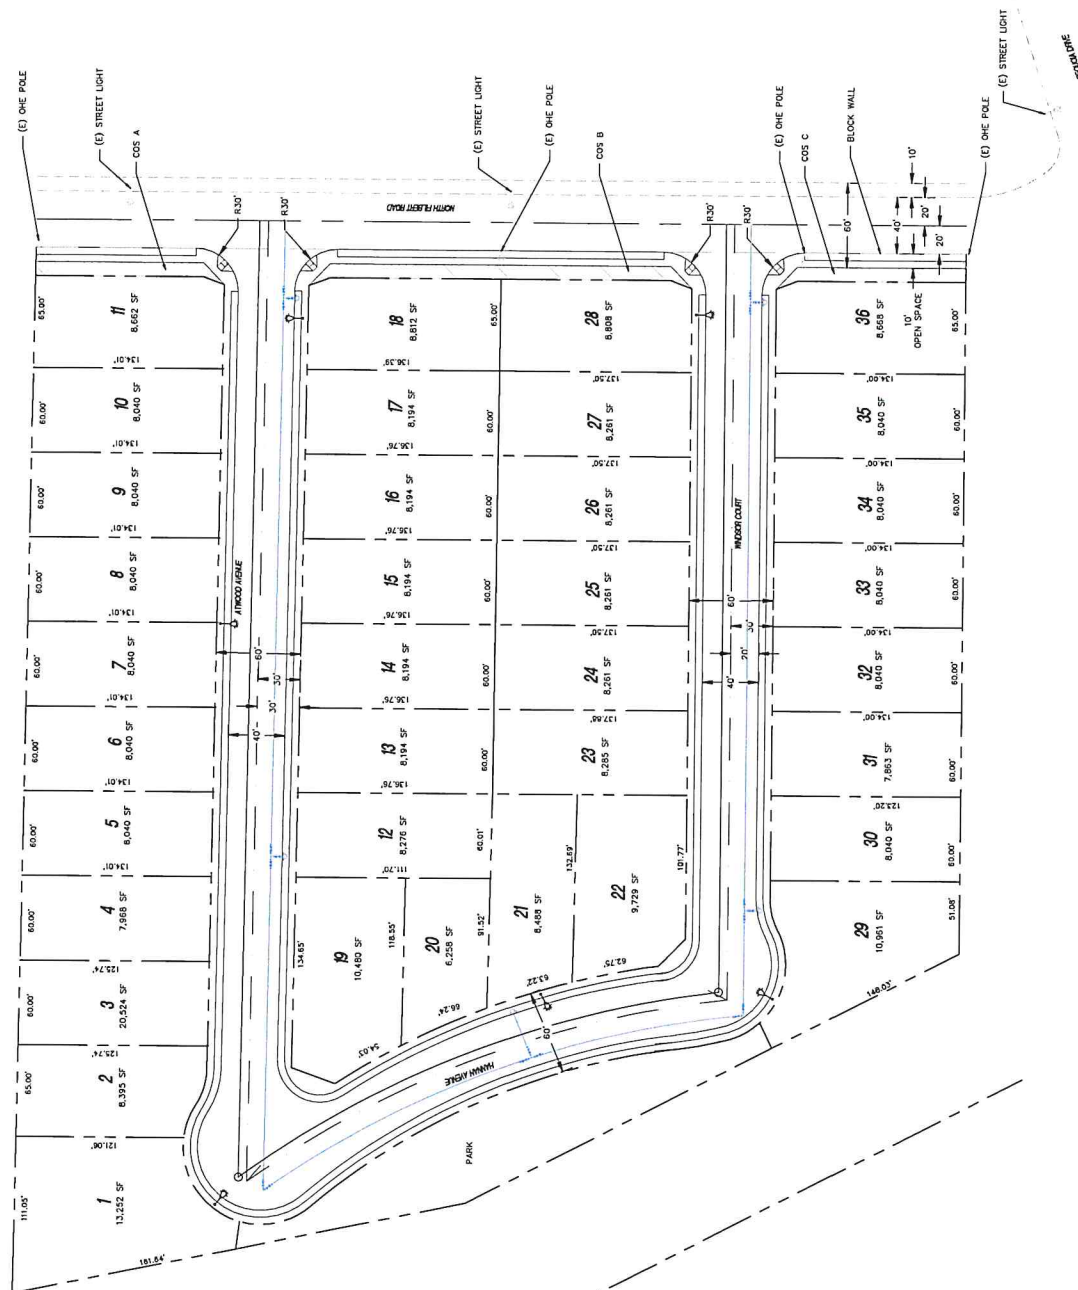 (E) OHE POLE
(E) STREET LIGHT
COS A
(E) STREET LIGHT
(E) OHE POLE
COS B
(E) OHE POLE
COS C
BLOCK WALL
(E) OHE POLE
(E) STREET LIGHT
DRIVE
NORTH FILBERT ROAD
R30'
R30'
R30'
R30'
10'
20'
40'
60'
20'
10'
OPEN SPACE
11
8,662 SF
65.00'
134.01'
10
8,040 SF
60.00'
134.01'
9
8,040 SF
60.00'
134.01'
8
8,040 SF
60.00'
134.01'
7
8,040 SF
60.00'
134.01'
6
8,040 SF
60.00'
134.01'
5
8,040 SF
60.00'
134.01'
4
7,968 SF
60.00'
125.74'
3
20,524 SF
60.00'
125.74'
2
8,395 SF
65.00'
121.06'
1
13,252 SF
111.05'
181.64'
ATWOOD AVENUE
60'
30'
30'
40'
18
8,812 SF
65.00'
136.39'
17
8,194 SF
60.00'
136.76'
16
8,194 SF
60.00'
136.76'
15
8,194 SF
60.00'
136.76'
14
8,194 SF
60.00'
136.76'
13
8,194 SF
60.00'
136.76'
12
8,276 SF
60.01'
111.70'
19
10,480 SF
134.65'
118.55'
54.03'
20
6,258 SF
91.52'
66.24'
28
8,808 SF
137.50'
27
8,261 SF
137.50'
26
8,261 SF
137.50'
25
8,261 SF
137.50'
24
8,261 SF
137.88'
23
8,285 SF
21
8,488 SF
132.69'
63.22'
22
9,729 SF
101.77'
62.75'
WINDSOR COURT
60'
30'
20'
40'
36
8,668 SF
65.00'
134.00'
35
8,040 SF
60.00'
134.00'
34
8,040 SF
60.00'
134.00'
33
8,040 SF
60.00'
134.00'
32
8,040 SF
60.00'
134.00'
31
7,863 SF
60.00'
123.20'
30
8,040 SF
60.00'
29
10,951 SF
51.08'
148.03'
HANNAH AVENUE
60'
PARK